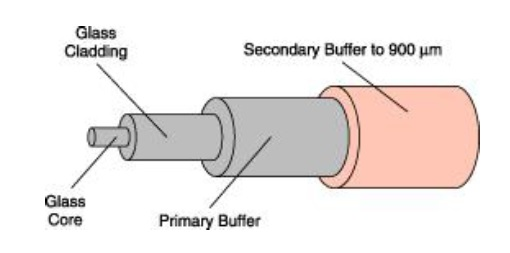 Glass
Cladding
Secondary Buffer to 900 µm
Glass
Core
Primary Buffer